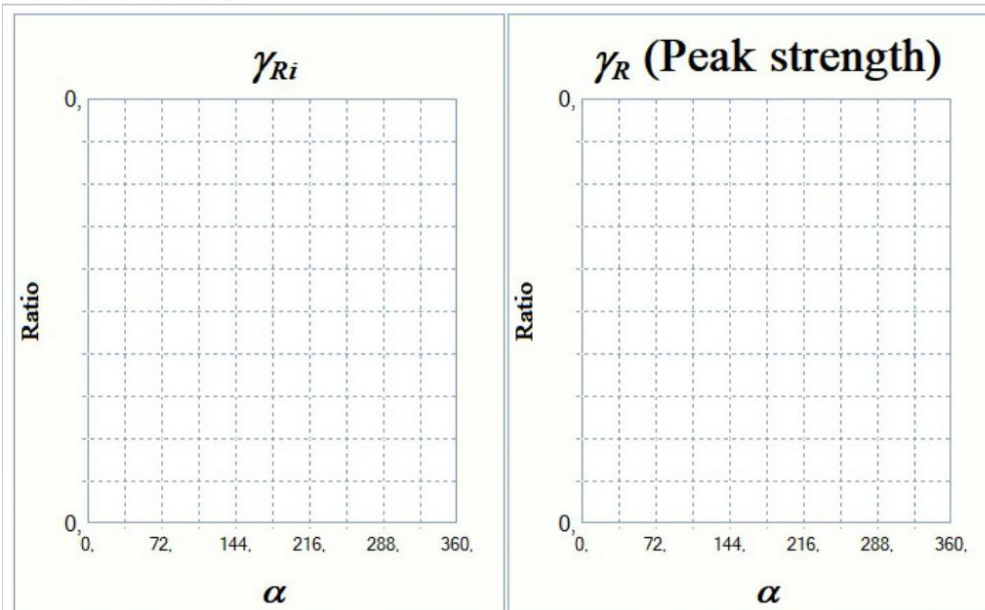 γRi
0,
Ratio
0,
0, 72, 144, 216, 288, 360,
α
γR (Peak strength)
0,
Ratio
0,
0, 72, 144, 216, 288, 360,
α